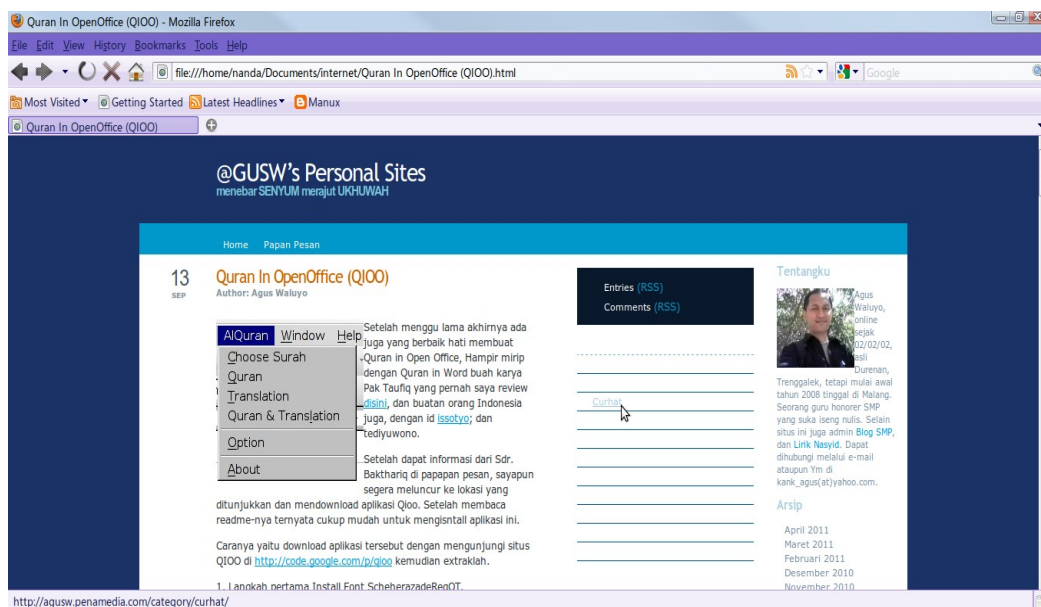 Quran In OpenOffice (QIOO) - Mozilla Firefox
File Edit View History Bookmarks Tools Help
file:///home/nanda/Documents/internet/Quran In OpenOffice (QIOO).html
Google
Most Visited Getting Started Latest Headlines Manux
Quran In OpenOffice (QIOO)
@GUSW's Personal Sites
menebar SENYUM merajut UKHUWAH
Home Papan Pesan
13
SEP
Quran In OpenOffice (QIOO)
Author: Agus Waluyo
AlQuran Window Help
Choose Surah
Quran
Translation
Quran & Translation
Option
About
Setelah menggu lama akhirnya ada
juga yang berbaik hati membuat
Quran in Open Office, Hampir mirip
dengan Quran in Word buah karya
Pak Taufiq yang pernah saya review
disini, dan buatan orang Indonesia
juga, dengan id issotyo; dan
tediyuwono.
Setelah dapat informasi dari Sdr.
Bakthariq di papapan pesan, sayapun
segera meluncur ke lokasi yang
ditunjukkan dan mendownload aplikasi Qioo. Setelah membaca
readme-nya ternyata cukup mudah untuk mengisntall aplikasi ini.
Caranya yaitu download aplikasi tersebut dengan mengunjungi situs
QIOO di http://code.google.com/p/qioo kemudian extraklah.
1. Langkah pertama Install Font ScheherazadeRegOT.
Entries (RSS)
Comments (RSS)
Curhat
Tentangku
Agus
Waluyo,
online
sejak
02/02/02,
asli
Durenan,
Trenggalek, tetapi mulai awal
tahun 2008 tinggal di Malang.
Seorang guru honorer SMP
yang suka iseng nulis. Selain
situs ini juga admin Blog SMP,
dan Lirik Nasyid. Dapat
dihubungi melalui e-mail
ataupun Ym di
kank_agus(at)yahoo.com.
Arsip
April 2011
Maret 2011
Februari 2011
Desember 2010
November 2010
http://agusw.penamedia.com/category/curhat/